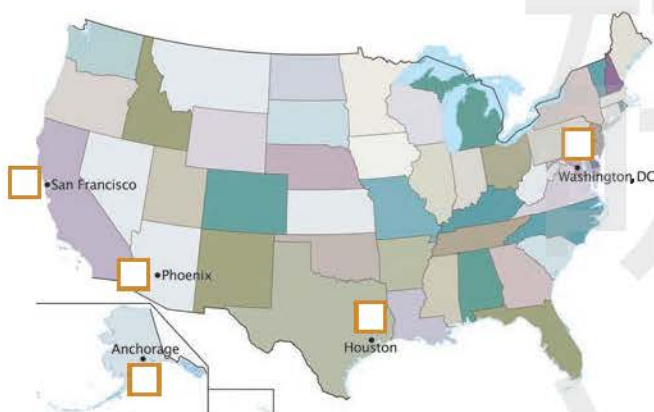 San Francisco
Washington, DC
Phoenix
Houston
Anchorage